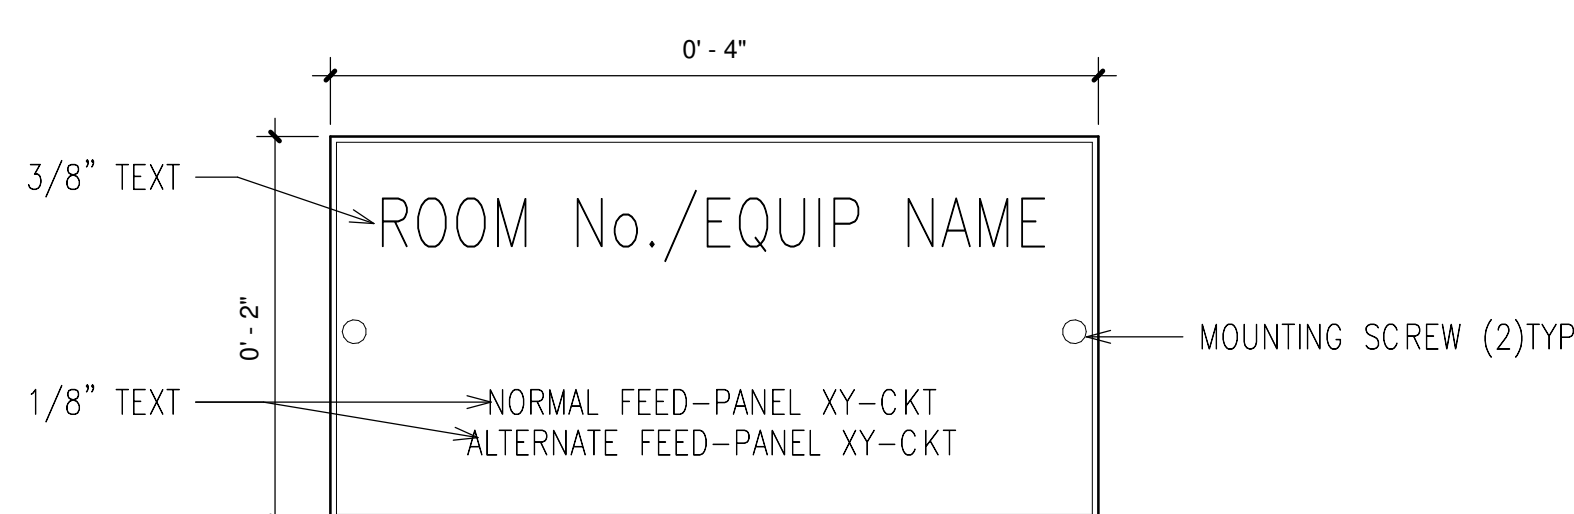 0' - 4"
3/8" TEXT
ROOM No./EQUIP NAME
0' - 2"
MOUNTING SCREW (2)TYP
1/8" TEXT
NORMAL FEED-PANEL XY-CKT
ALTERNATE FEED-PANEL XY-CKT